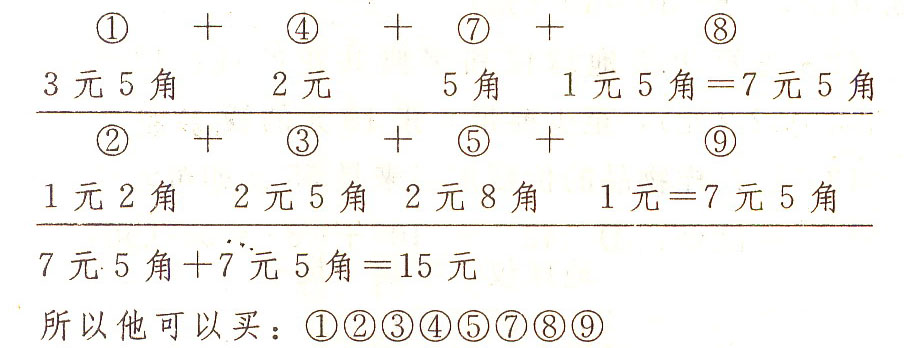 ① + ④ + ⑦ + ⑧
3元5角 2元 5角 1元5角=7元5角
② + ③ + ⑤ + ⑨
1元2角 2元5角 2元8角 1元=7元5角
7元5角+7元5角=15元
所以他可以买：①②③④⑤⑦⑧⑨